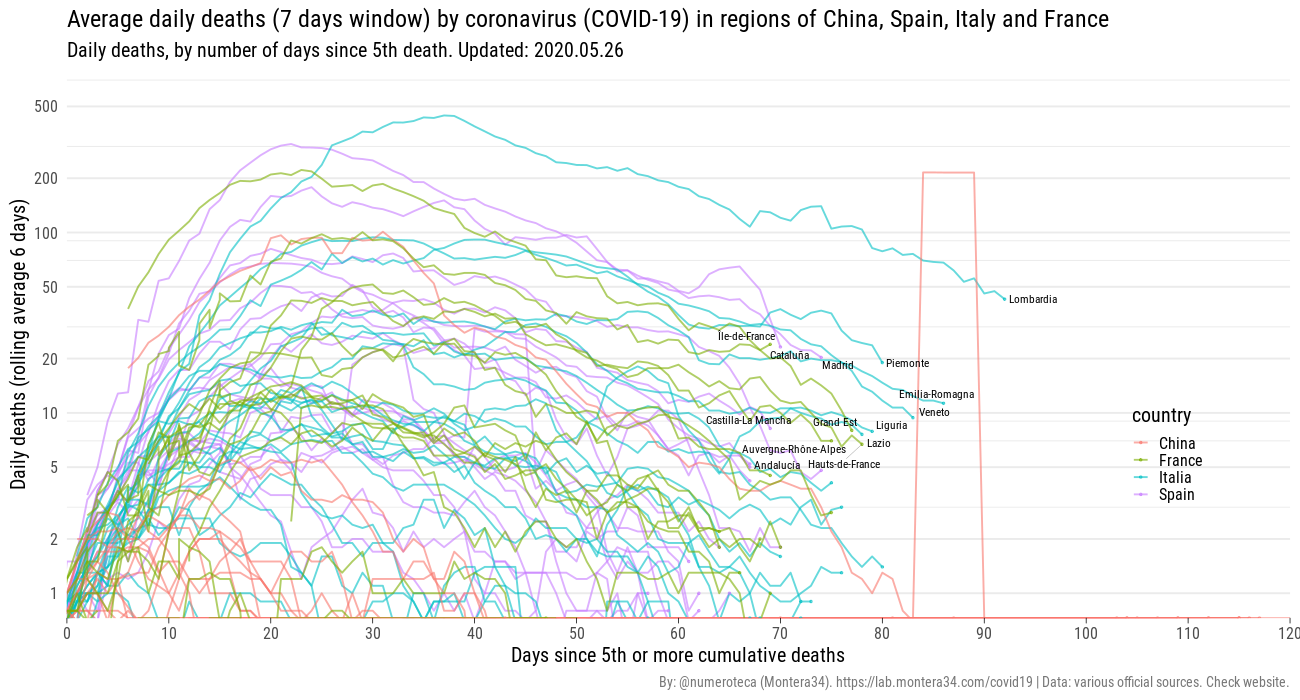 Average daily deaths (7 days window) by coronavirus (COVID-19) in regions of China, Spain, Italy and France
Daily deaths, by number of days since 5th death. Updated: 2020.05.26
Daily deaths (rolling average 6 days)
500
200
100
50
20
10
5
2
1
Lombardia
Île-de-France
Cataluña
Madrid
Piemonte
Emilia-Romagna
Veneto
Castilla-La Mancha
Grand-Est
Liguria
Lazio
Auvergne-Rhône-Alpes
Andalucía
Hauts-de-France
country
China
France
Italia
Spain
0 10 20 30 40 50 60 70 80 90 100 110 120
Days since 5th or more cumulative deaths
By: @numeroteca (Montera34). https://lab.montera34.com/covid19 | Data: various official sources. Check website.